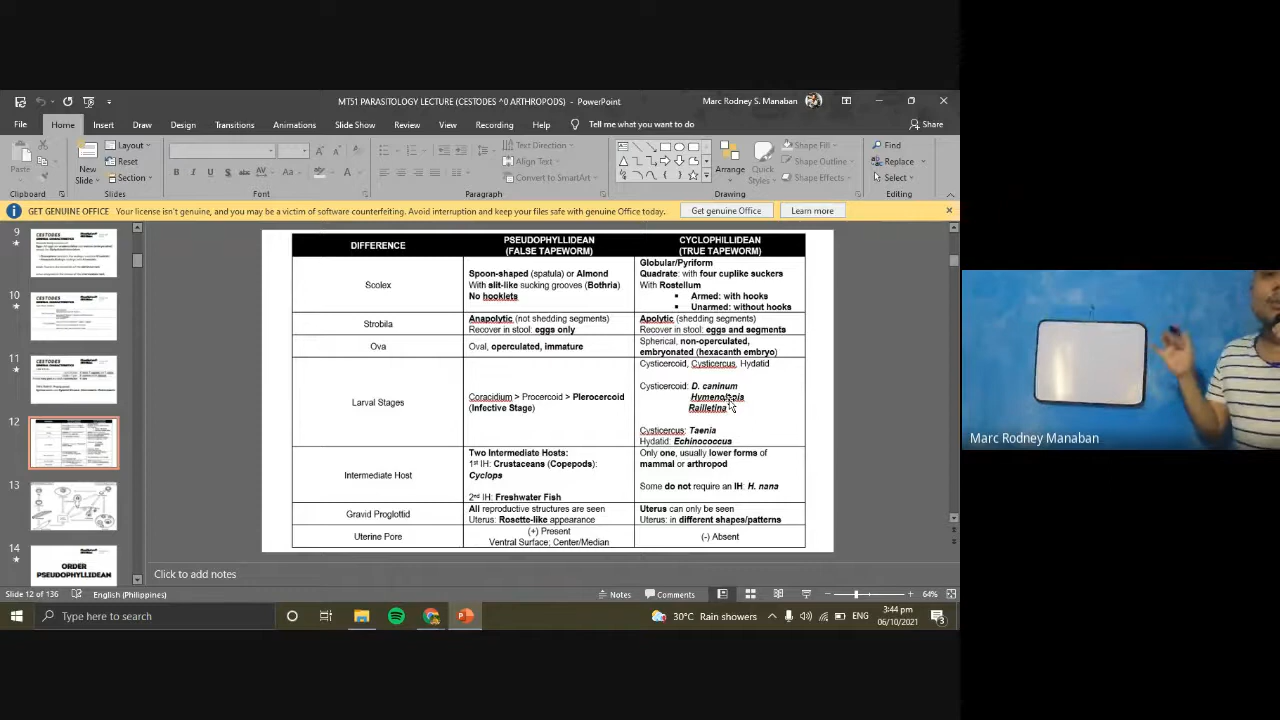 MT51 PARASITOLOGY LECTURE (CESTODES ^0 ARTHROPODS) - PowerPoint
Marc Rodney S. Manaban
File Home Insert Draw Design Transitions Animations Slide Show Review View Recording Help Tell me what you want to do Share
Paste
New Slide
Layout
Reset
Section
Text Direction
Align Text
Convert to SmartArt
Arrange
Quick Styles
Shape Fill
Shape Outline
Shape Effects
Find
Replace
Select
Clipboard Slides Font Paragraph Drawing Editing
GET GENUINE OFFICE Your license isn't genuine, and you may be a victim of software counterfeiting. Avoid interruption and keep your files safe with genuine Office today. Get genuine Office Learn more
9
CESTODES
10
CESTODES
11
CESTODES
12
13
14
ORDER
PSEUDOPHYLLIDEAN
DIFFERENCE
PSEUDOPHYLLIDEAN
(FALSE TAPEWORM)
CYCLOPHILLIDEAN
(TRUE TAPEWORM)
Scolex
Spoon-shaped (spatula) or Almond
With slit-like sucking grooves (Bothria)
No hooklets
Globular/Pyriform
Quadrate: with four cuplike suckers
With Rostellum
▪ Armed: with hooks
▪ Unarmed: without hooks
Strobila
Anapolytic (not shedding segments)
Recover in stool: eggs only
Apolytic (shedding segments)
Recover in stool: eggs and segments
Ova
Oval, operculated, immature
Spherical, non-operculated,
embryonated (hexacanth embryo)
Larval Stages
Coracidium > Procercoid > Plerocercoid
(Infective Stage)
Cysticercoid, Cysticercus, Hydatid
Cysticercoid: D. caninum
Hymenolepis
Railletina
Cysticercus: Taenia
Hydatid: Echinococcus
Intermediate Host
Two Intermediate Hosts:
1st IH: Crustaceans (Copepods):
Cyclops
2nd IH: Freshwater Fish
Only one, usually lower forms of
mammal or arthropod
Some do not require an IH: H. nana
Gravid Proglottid
All reproductive structures are seen
Uterus: Rosette-like appearance
Uterus can only be seen
Uterus: in different shapes/patterns
Uterine Pore
(+) Present
Ventral Surface; Center/Median
(-) Absent
Marc Rodney Manaban
Click to add notes
Slide 12 of 136 English (Philippines) Notes Comments 64%
Type here to search
30°C Rain showers
ENG
3:44 pm
06/10/2021
3